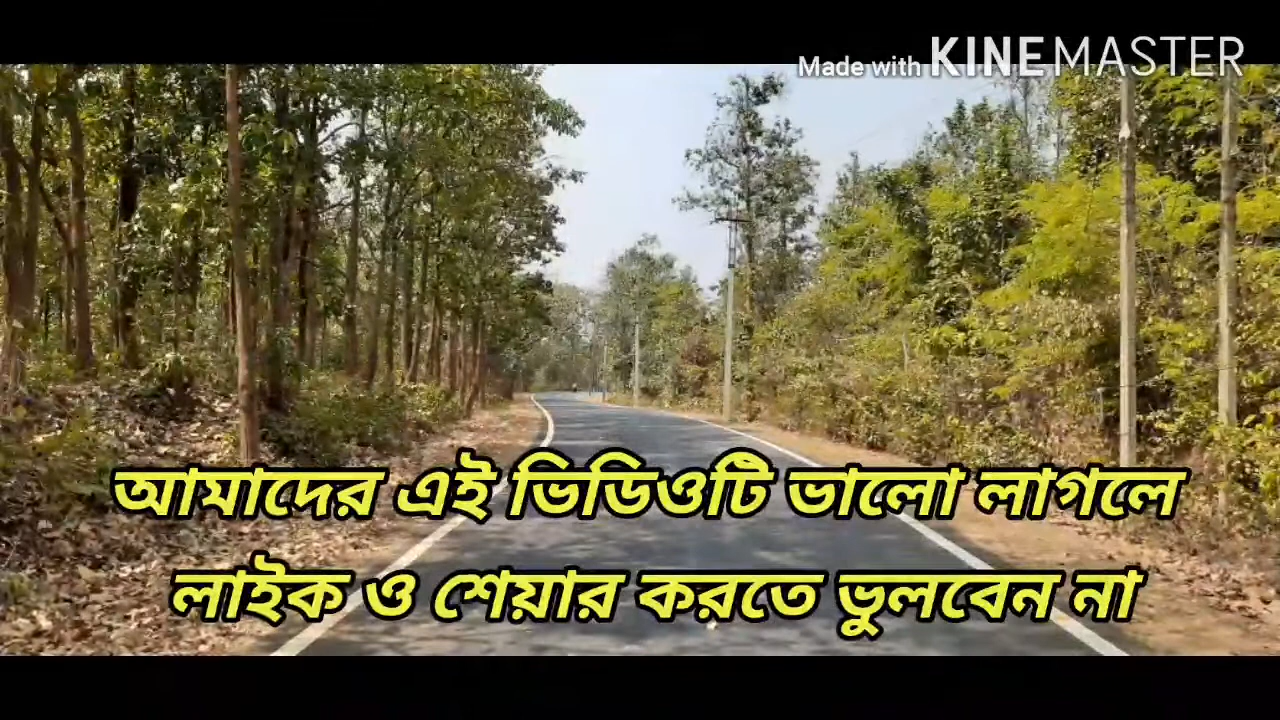 Made with KINEMASTER
আমাদের এই ভিডিওটি ভালো লাগলে
লাইক ও শেয়ার করতে ভুলবেন না